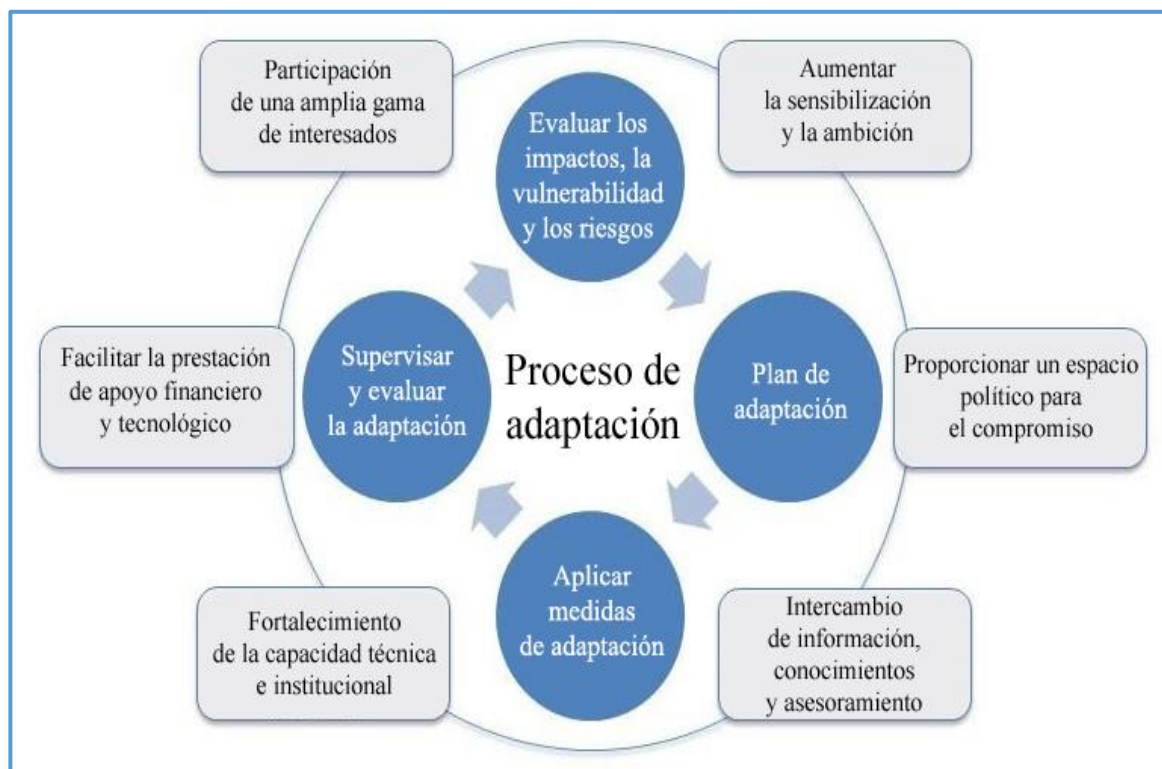 Participación
de una amplia gama
de interesados
Aumentar
la sensibilización
y la ambición
Evaluar los
impactos, la
vulnerabilidad
y los riesgos
Facilitar la prestación
de apoyo financiero
y tecnológico
Supervisar
y evaluar
la adaptación
Proceso de
adaptación
Plan de
adaptación
Proporcionar un espacio
político para
el compromiso
Fortalecimiento
de la capacidad técnica
e institucional
Aplicar
medidas
de adaptación
Intercambio
de información,
conocimientos
y asesoramiento